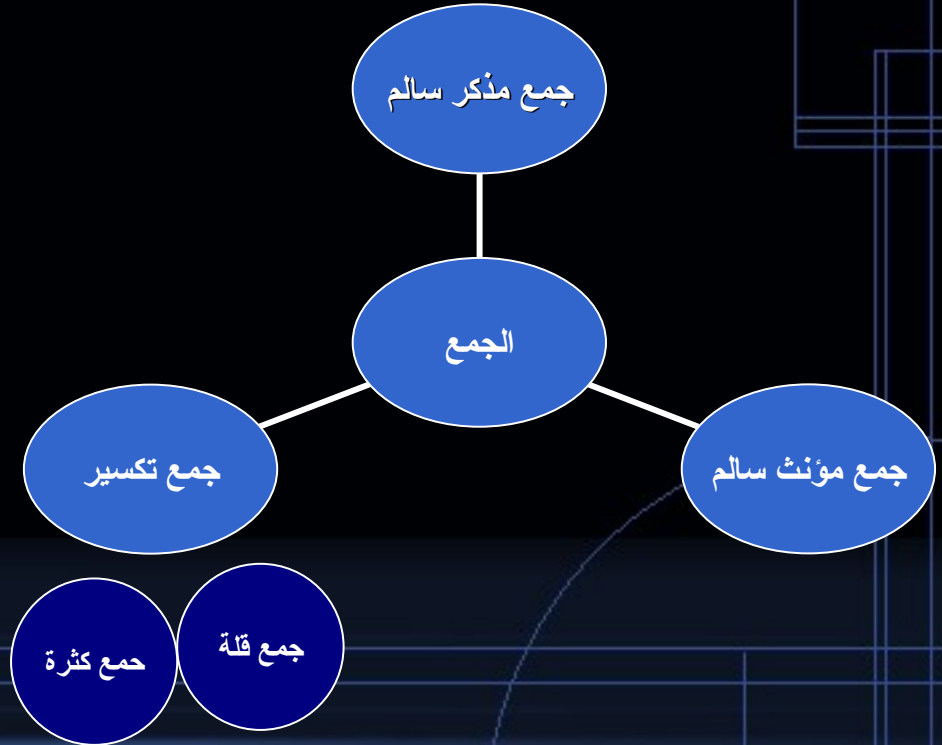 جمع مذكر سالم
الجمع
جمع مؤنث سالم
جمع تكسير
جمع قلة
حمع كثرة